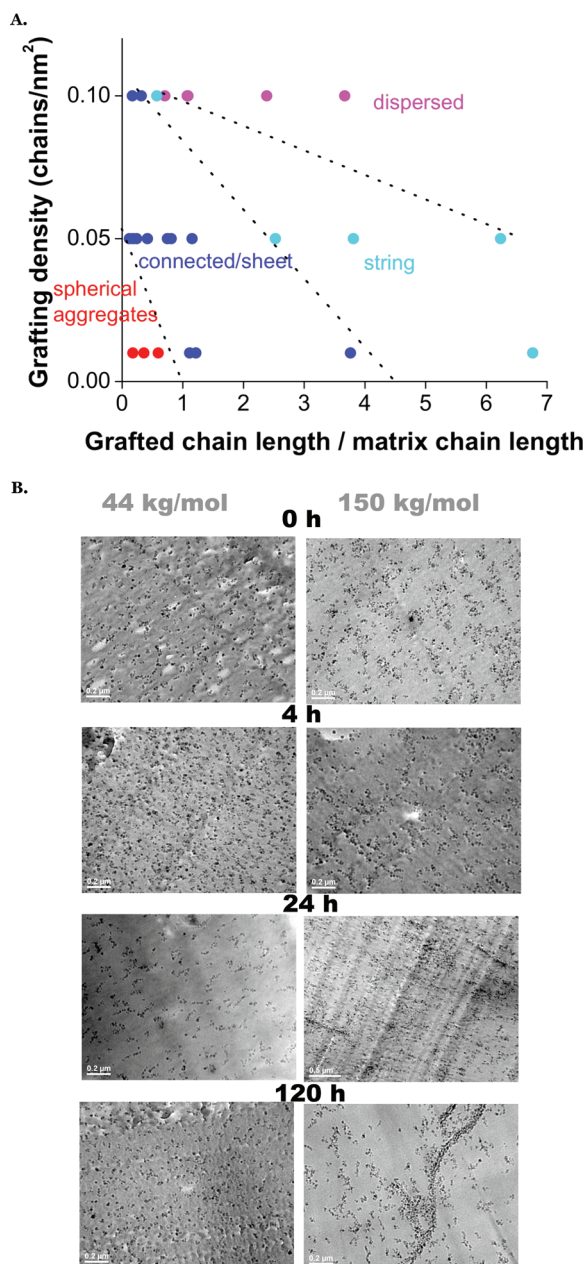 A.
Grafting density (chains/nm²)
0.10
0.05
0.00
dispersed
connected/sheet
string
spherical
aggregates
0 1 2 3 4 5 6 7
Grafted chain length / matrix chain length
B.
44 kg/mol 150 kg/mol
0 h
0.2 µm 0.2 µm
4 h
0.2 µm 0.2 µm
24 h
0.2 µm 0.5 µm
120 h
0.2 µm 0.2 µm